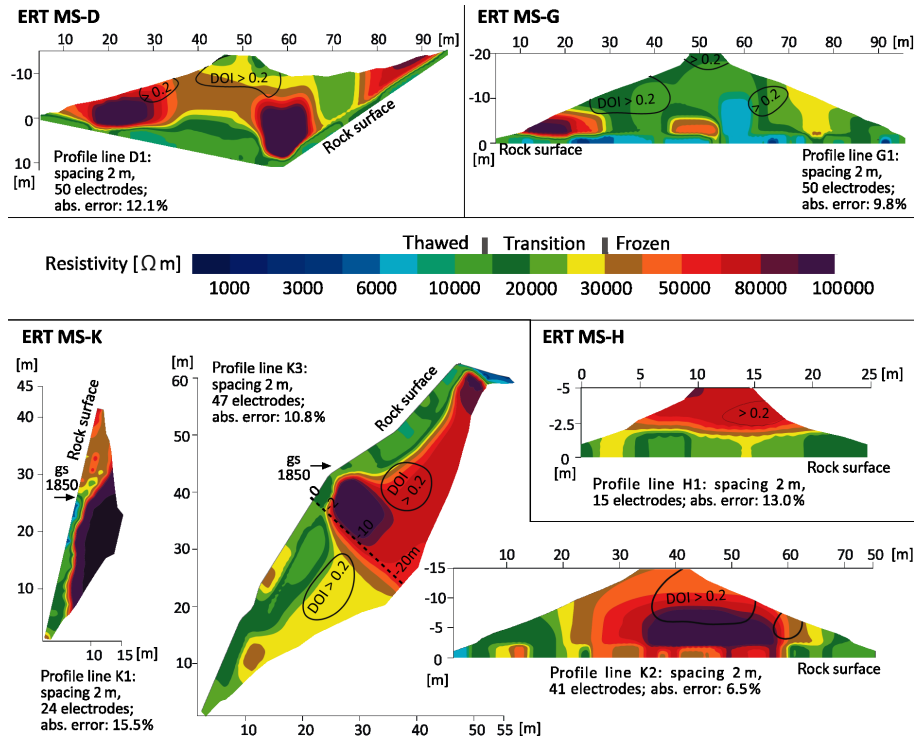 ERT MS-D
10 20 30 40 50 60 70 80 90 [m]
-10
0
10
[m]
> 0.2
DOI > 0.2
Rock surface
Profile line D1:
spacing 2 m,
50 electrodes;
abs. error: 12.1%
ERT MS-G
10 20 30 40 50 60 70 80 90 [m]
-20
-10
0
[m]
>0.2
DOI > 0.2
> 0.2
Rock surface
Profile line G1:
spacing 2 m,
50 electrodes;
abs. error: 9.8%
Thawed Transition Frozen
Resistivity [Ωm]
1000 3000 6000 10000 20000 30000 50000 80000 100000
ERT MS-K
[m]
45
30
20
10
Rock surface
gs
1850
10 15 [m]
Profile line K1:
spacing 2 m,
24 electrodes;
abs. error: 15.5%
[m]
60
50
40
30
20
10
Profile line K3:
spacing 2 m,
47 electrodes;
abs. error: 10.8%
Rock surface
gs
1850
0
-2
-10
-20m
DOI
> 0.2
DOI > 0.2
10 20 30 40 50 55 [m]
ERT MS-H
0 5 10 15 20 25 [m]
-5
-2.5
0
[m]
> 0.2
Rock surface
Profile line H1: spacing 2 m,
15 electrodes; abs. error: 13.0%
[m]
10 20 30 40 50 60 70 50
-15
-10
-5
0
[m]
DOI > 0.2
Rock surface
Profile line K2: spacing 2 m,
41 electrodes; abs. error: 6.5%